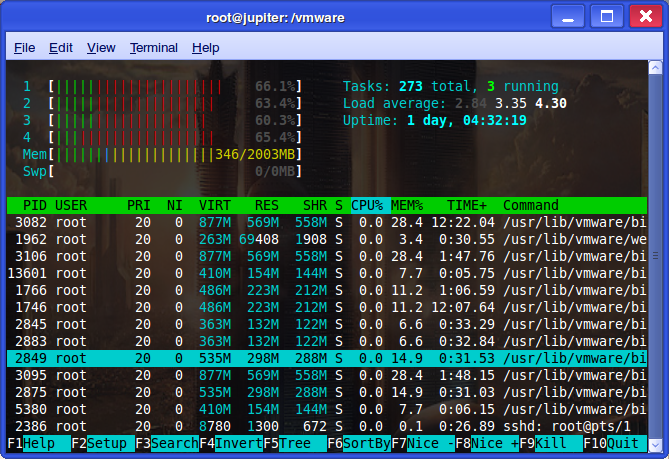 root@jupiter: /vmware
File Edit View Terminal Help
1 [||||||||||||||||||||| 66.1%] Tasks: 273 total, 3 running
2 [|||||||||||||||||||| 63.4%] Load average: 2.84 3.35 4.30
3 [||||||||||||||||||| 60.3%] Uptime: 1 day, 04:32:19
4 [|||||||||||||||||||| 65.4%]
Mem[||||||||||||||||||||346/2003MB]
Swp[ 0/0MB]
PID USER PRI NI VIRT RES SHR S CPU% MEM% TIME+ Command
3082 root 20 0 877M 569M 558M S 0.0 28.4 12:22.04 /usr/lib/vmware/bi
1962 root 20 0 263M 69408 1908 S 0.0 3.4 0:30.55 /usr/lib/vmware/we
3106 root 20 0 877M 569M 558M S 0.0 28.4 1:47.76 /usr/lib/vmware/bi
13601 root 20 0 410M 154M 144M S 0.0 7.7 0:05.75 /usr/lib/vmware/bi
1766 root 20 0 486M 223M 212M S 0.0 11.2 1:06.59 /usr/lib/vmware/bi
1746 root 20 0 486M 223M 212M S 0.0 11.2 12:07.64 /usr/lib/vmware/bi
2845 root 20 0 363M 132M 122M S 0.0 6.6 0:33.29 /usr/lib/vmware/bi
2883 root 20 0 363M 132M 122M S 0.0 6.6 0:32.84 /usr/lib/vmware/bi
2849 root 20 0 535M 298M 288M S 0.0 14.9 0:31.53 /usr/lib/vmware/bi
3095 root 20 0 877M 569M 558M S 0.0 28.4 1:48.15 /usr/lib/vmware/bi
2875 root 20 0 535M 298M 288M S 0.0 14.9 0:31.03 /usr/lib/vmware/bi
5380 root 20 0 410M 154M 144M S 0.0 7.7 0:06.15 /usr/lib/vmware/bi
2386 root 20 0 8780 1300 672 S 0.0 0.1 0:26.89 sshd: root@pts/1
F1Help F2Setup F3SearchF4InvertF5Tree F6SortByF7Nice -F8Nice +F9Kill F10Quit